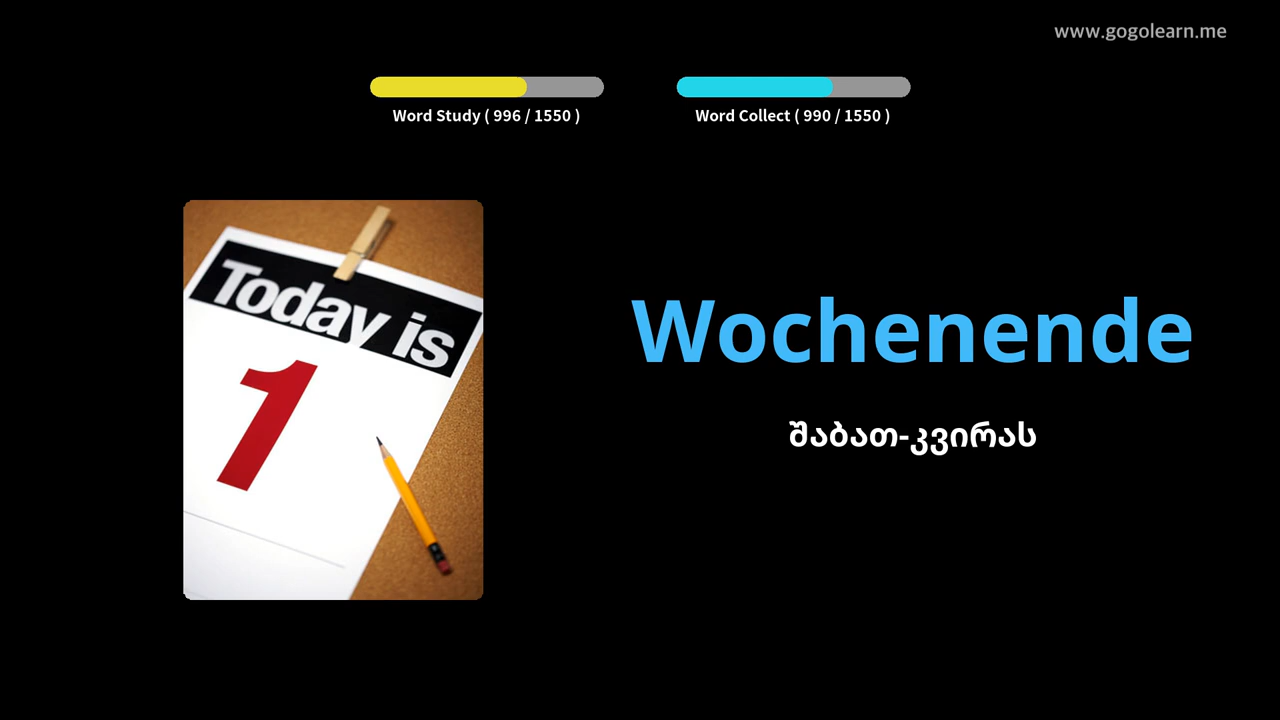 www.gogolearn.me
Word Study ( 996 / 1550 )
Word Collect ( 990 / 1550 )
Today is
1
Wochenende
შაბათ-კვირას